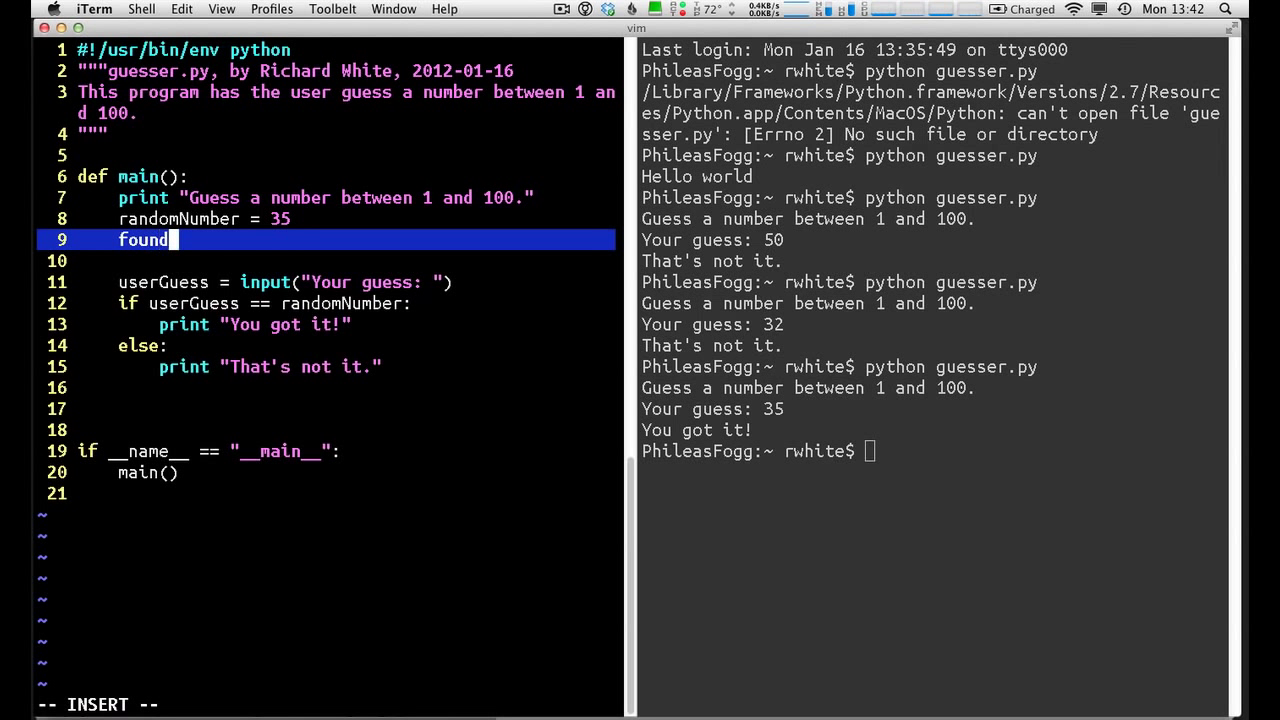 iTerm Shell Edit View Profiles Toolbelt Window Help 72° 0.4KB/s 0.0KB/s Charged Mon 13:42
vim
1 #!/usr/bin/env python
2 """guesser.py, by Richard White, 2012-01-16
3 This program has the user guess a number between 1 an
d 100.
4 """
5
6 def main():
7 print "Guess a number between 1 and 100."
8 randomNumber = 35
9 found
10
11 userGuess = input("Your guess: ")
12 if userGuess == randomNumber:
13 print "You got it!"
14 else:
15 print "That's not it."
16
17
18
19 if __name__ == "__main__":
20 main()
21
~
~
~
~
~
~
~
~
~
-- INSERT --
Last login: Mon Jan 16 13:35:49 on ttys000
PhileasFogg:~ rwhite$ python guesser.py
/Library/Frameworks/Python.framework/Versions/2.7/Resourc
es/Python.app/Contents/MacOS/Python: can't open file 'gue
sser.py': [Errno 2] No such file or directory
PhileasFogg:~ rwhite$ python guesser.py
Hello world
PhileasFogg:~ rwhite$ python guesser.py
Guess a number between 1 and 100.
Your guess: 50
That's not it.
PhileasFogg:~ rwhite$ python guesser.py
Guess a number between 1 and 100.
Your guess: 32
That's not it.
PhileasFogg:~ rwhite$ python guesser.py
Guess a number between 1 and 100.
Your guess: 35
You got it!
PhileasFogg:~ rwhite$